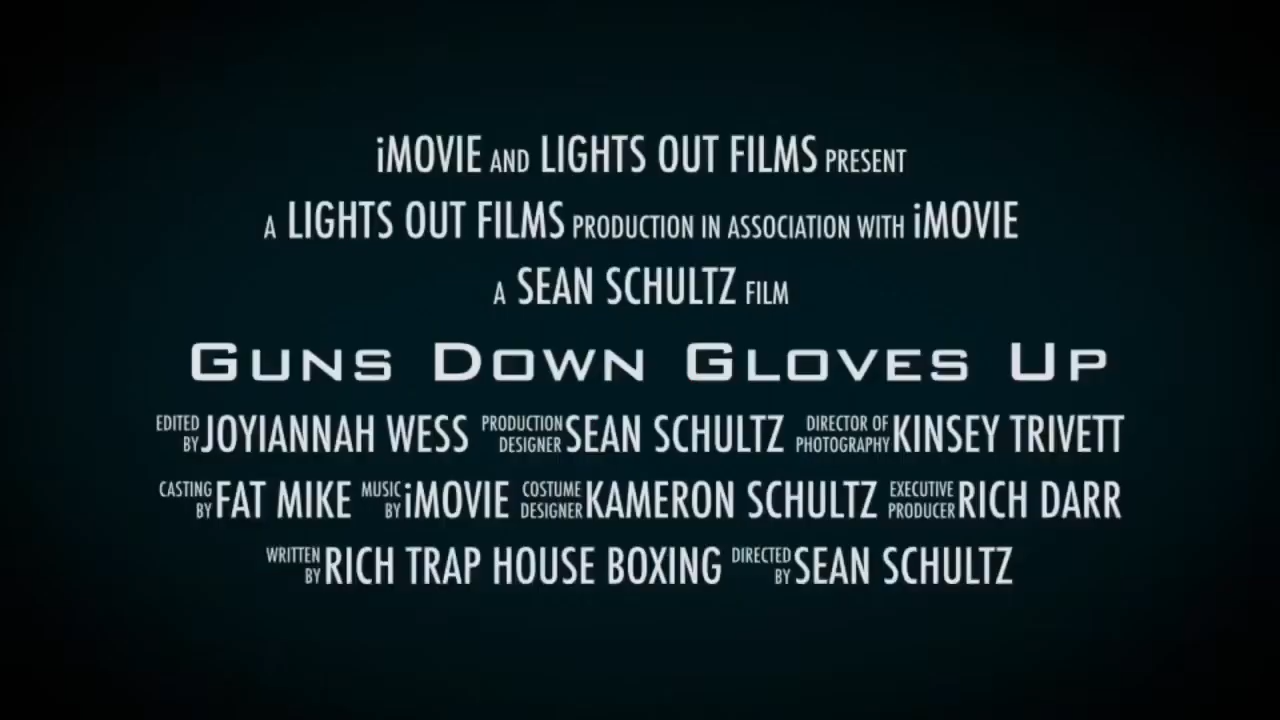 iMOVIE AND LIGHTS OUT FILMS PRESENT
A LIGHTS OUT FILMS PRODUCTION IN ASSOCIATION WITH iMOVIE
A SEAN SCHULTZ FILM
GUNS DOWN GLOVES UP
EDITED BY JOYIANNAH WESS PRODUCTION DESIGNER SEAN SCHULTZ DIRECTOR OF PHOTOGRAPHY KINSEY TRIVETT
CASTING BY FAT MIKE MUSIC BY iMOVIE COSTUME DESIGNER KAMERON SCHULTZ EXECUTIVE PRODUCER RICH DARR
WRITTEN BY RICH TRAP HOUSE BOXING DIRECTED BY SEAN SCHULTZ